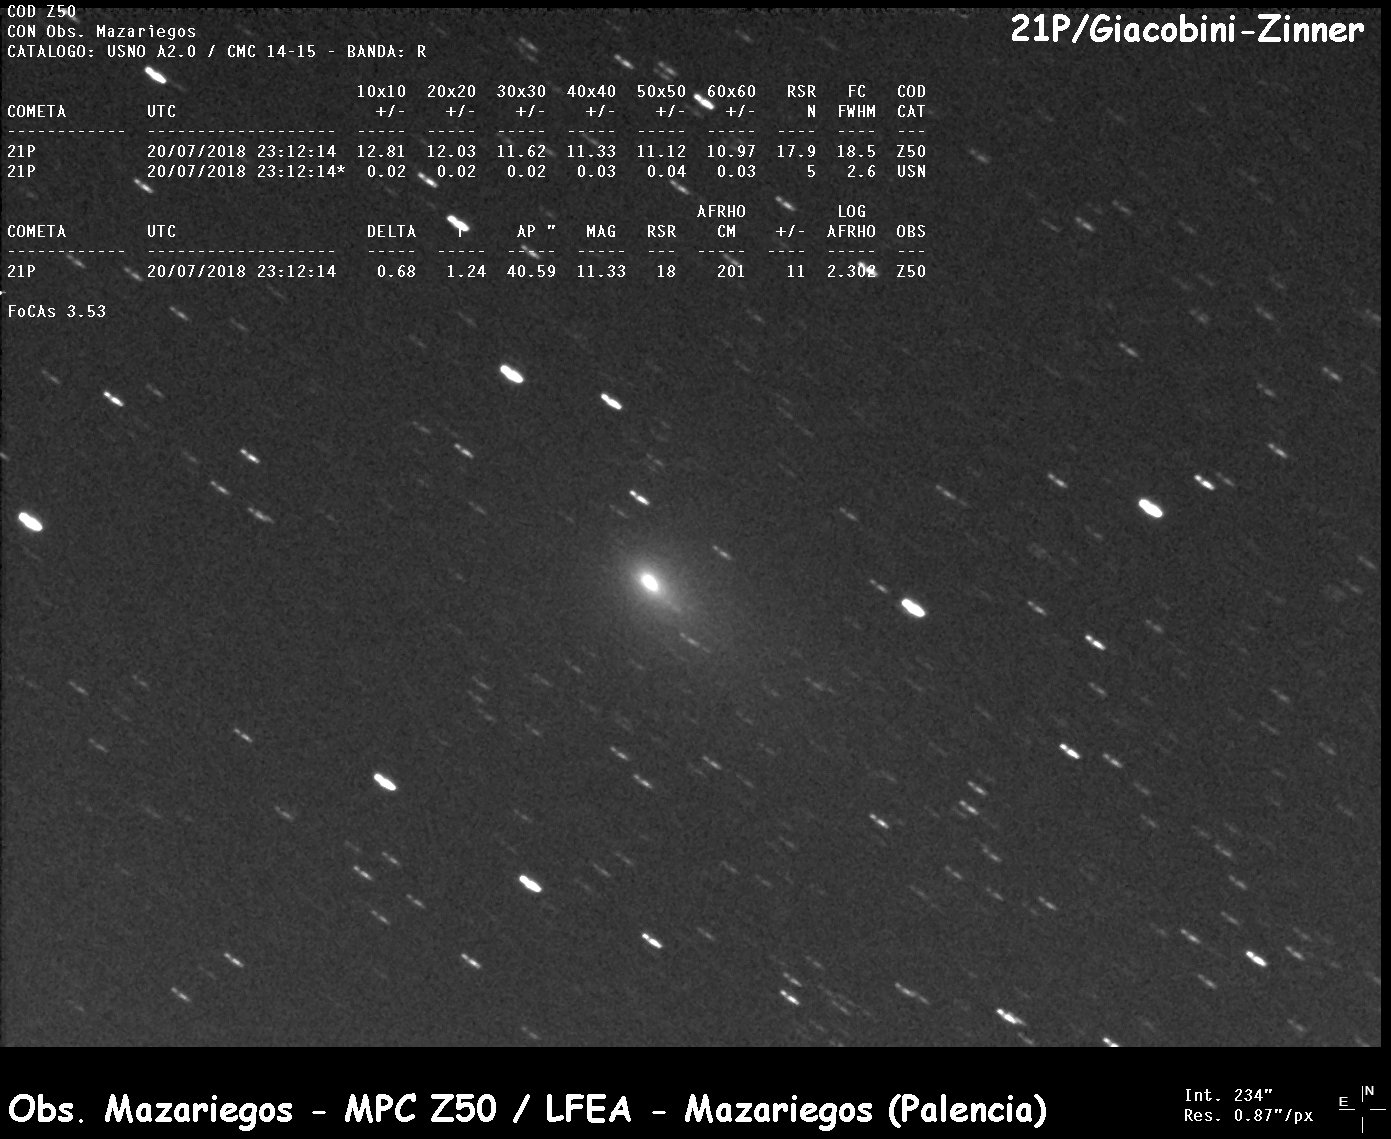 COD Z50
CON Obs. Mazariegos
CATALOGO: USNO A2.0 / CMC 14-15 - BANDA: R
21P/Giacobini-Zinner
10x10 20x20 30x30 40x40 50x50 60x60 RSR FC COD
COMETA UTC +/- +/- +/- +/- +/- +/- N FWHM CAT
------------ ------------------- ----- ----- ----- ----- ----- ----- ---- ---- ---
21P 20/07/2018 23:12:14 12.81 12.03 11.62 11.33 11.12 10.97 17.9 18.5 Z50
21P 20/07/2018 23:12:14* 0.02 0.02 0.02 0.03 0.04 0.03 5 2.6 USN
AFRHO LOG
COMETA UTC DELTA AP " MAG RSR CM +/- AFRHO OBS
------------ ------------------- ----- ----- ----- ----- ---- ----- ---- ----- ---
21P 20/07/2018 23:12:14 0.68 1.24 40.59 11.33 18 201 11 2.302 Z50
FoCAs 3.53
Obs. Mazariegos - MPC Z50 / LFEA - Mazariegos (Palencia)
Int. 234"
Res. 0.87"/px
N
E